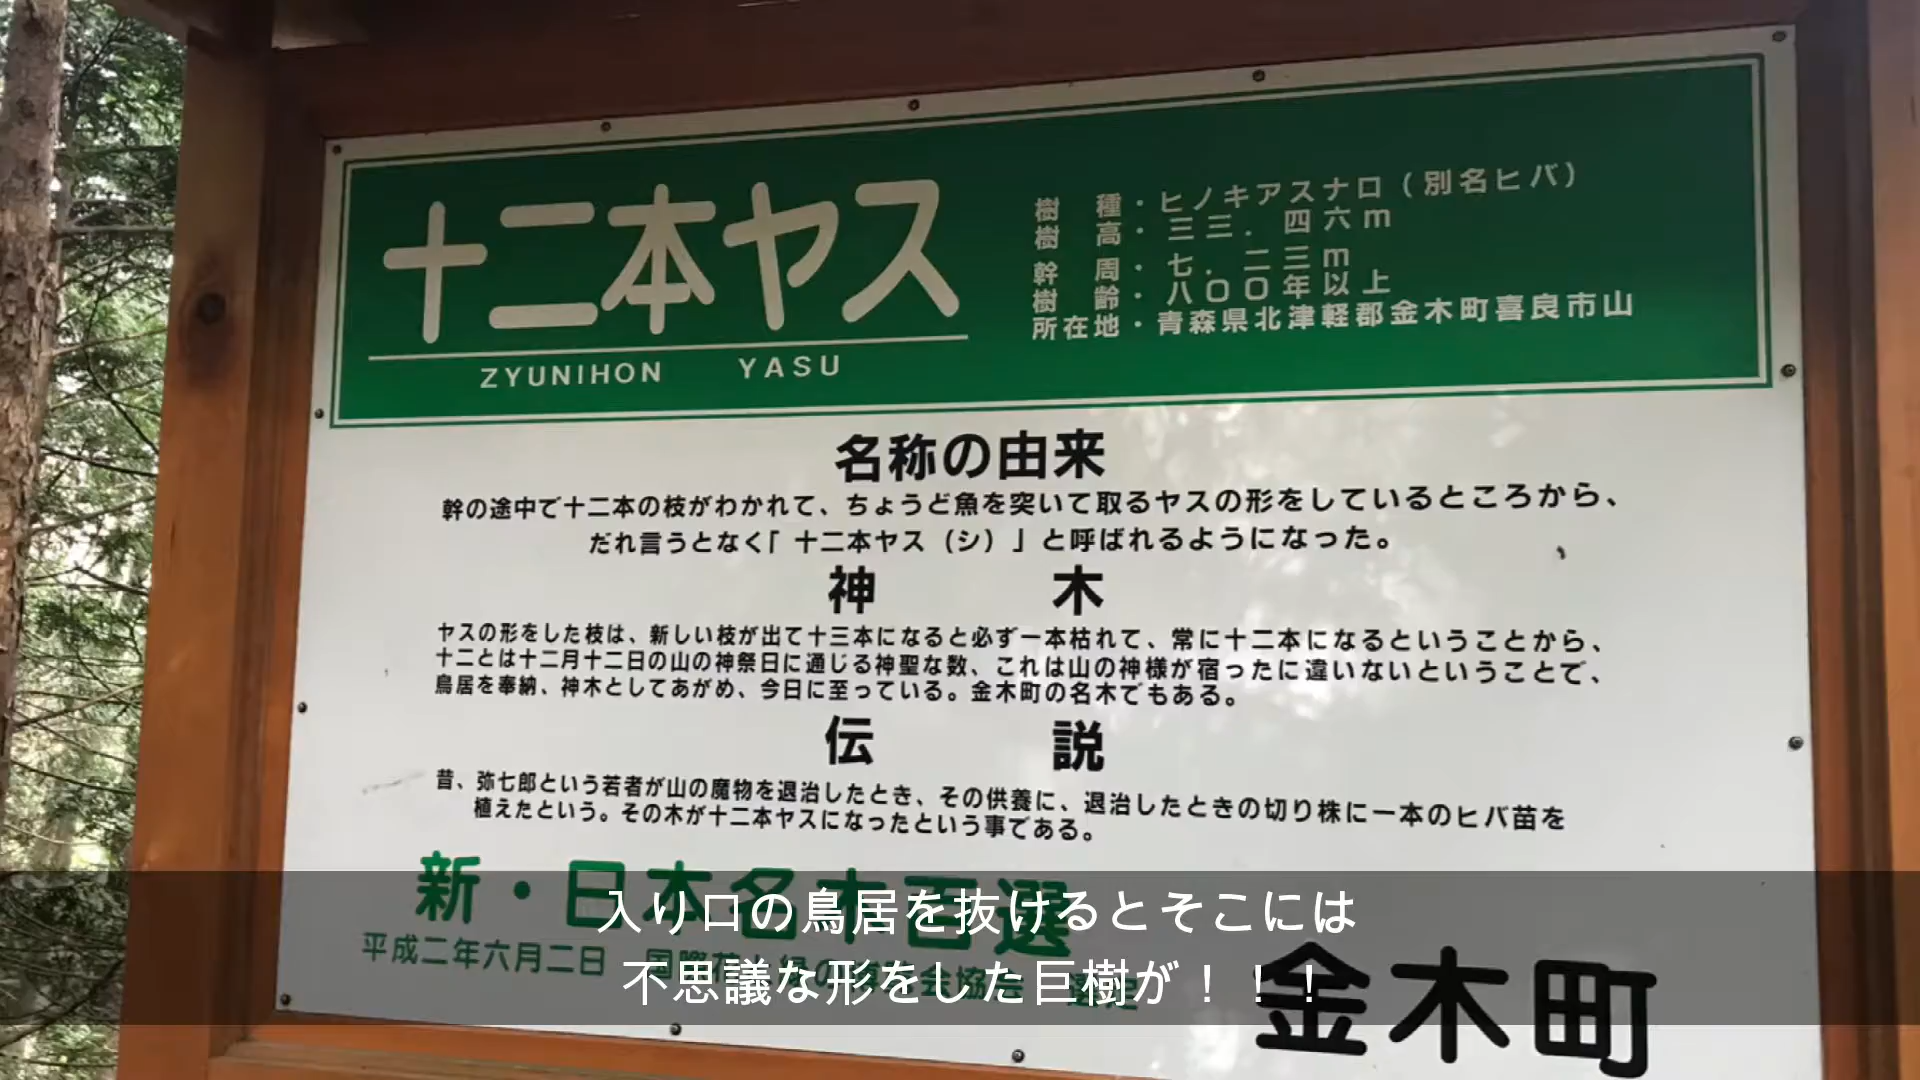 十二本ヤス
ZYUNIHON YASU
樹種・ヒノキアスナロ（別名ヒバ）
樹高・三三．四六m
幹周・七．二三m
樹齢・八〇〇年以上
所在地・青森県北津軽郡金木町喜良市山
名称の由来
幹の途中で十二本の枝がわかれて、ちょうど魚を突いて取るヤスの形をしているところから、
だれ言うとなく「十二本ヤス（シ）」と呼ばれるようになった。
神木
ヤスの形をした枝は、新しい枝が出て十三本になると必ず一本枯れて、常に十二本になるということから、
十二とは十二月十二日の山の神祭日に通じる神聖な数、これは山の神様が宿ったに違いないということで、
鳥居を奉納、神木としてあがめ、今日に至っている。金木町の名木でもある。
伝説
昔、弥七郎という若者が山の魔物を退治したとき、その供養に、退治したときの切り株に一本のヒバ苗を
植えたという。その木が十二本ヤスになったという事である。
新・日本名木百選
平成二年六月二日 国際花と緑の博覧会協会 選定
金木町
入り口の鳥居を抜けるとそこには
不思議な形をした巨樹が！！！